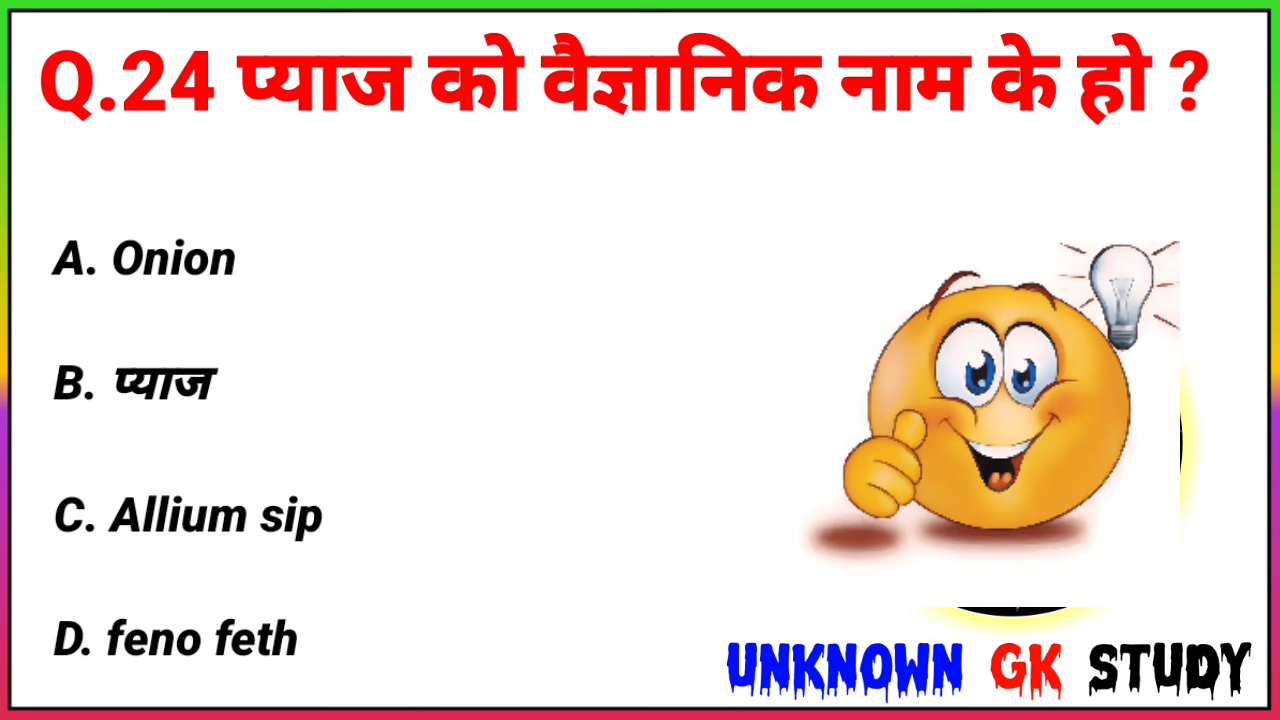 Q.24 प्याज को वैज्ञानिक नाम के हो ?
A. Onion
B. प्याज
C. Allium sip
D. feno feth
UNKNOWN GK STUDY